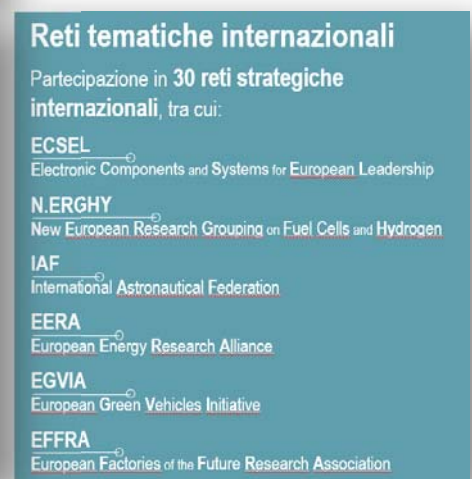 Reti tematiche internazionali
Partecipazione in 30 reti strategiche
internazionali, tra cui:
ECSEL
Electronic Components and Systems for European Leadership
N.ERGHY
New European Research Grouping on Fuel Cells and Hydrogen
IAF
International Astronautical Federation
EERA
European Energy Research Alliance
EGVIA
European Green Vehicles Initiative
EFFRA
European Factories of the Future Research Association